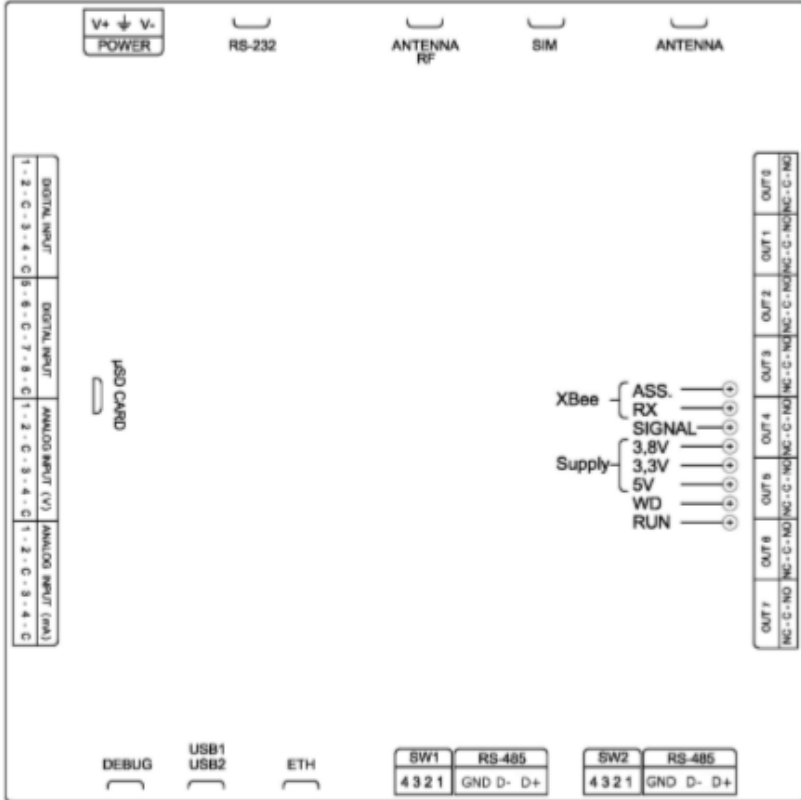 V+ ⏚ V-
POWER
RS-232
ANTENNA
RF
SIM
ANTENNA
DIGITAL INPUT
1 - 2 - C - 3 - 4 - C
DIGITAL INPUT
5 - 6 - C - 7 - 8 - C
ANALOG INPUT (V)
1 - 2 - C - 3 - 4 - C
ANALOG INPUT (mA)
1 - 2 - C - 3 - 4 - C
µSD CARD
XBee
ASS.
RX
SIGNAL
Supply
3,8V
3,3V
5V
WD
RUN
OUT 0
NC - C - NO
OUT 1
NC - C - NO
OUT 2
NC - C - NO
OUT 3
NC - C - NO
OUT 4
NC - C - NO
OUT 5
NC - C - NO
OUT 6
NC - C - NO
OUT 7
NC - C - NO
DEBUG
USB1
USB2
ETH
SW1 RS-485
4 3 2 1 GND D- D+
SW2 RS-485
4 3 2 1 GND D- D+